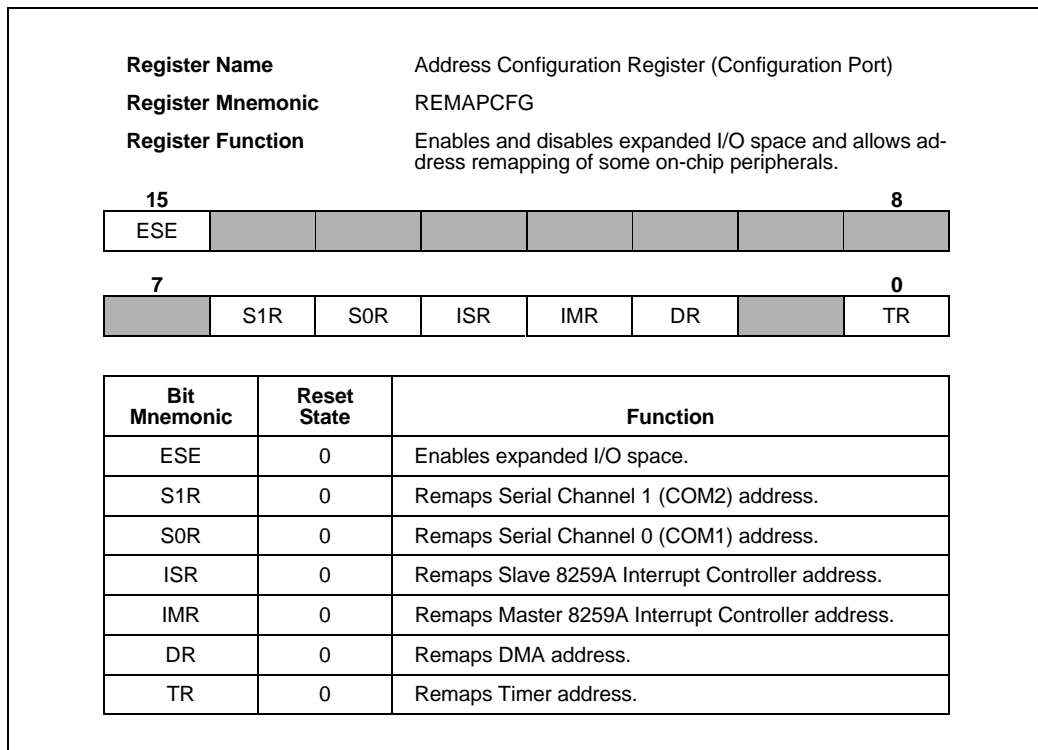 Register Name Address Configuration Register (Configuration Port)
Register Mnemonic REMAPCFG
Register Function Enables and disables expanded I/O space and allows ad-
dress remapping of some on-chip peripherals.
15 8
ESE
7 0
S1R S0R ISR IMR DR TR
Bit Mnemonic Reset State Function
ESE 0 Enables expanded I/O space.
S1R 0 Remaps Serial Channel 1 (COM2) address.
S0R 0 Remaps Serial Channel 0 (COM1) address.
ISR 0 Remaps Slave 8259A Interrupt Controller address.
IMR 0 Remaps Master 8259A Interrupt Controller address.
DR 0 Remaps DMA address.
TR 0 Remaps Timer address.